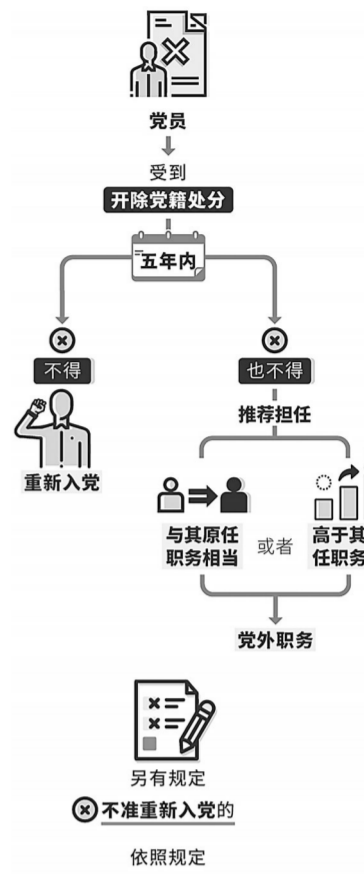 党员
受到
开除党籍处分
五年内
不得
重新入党
也不得
推荐担任
与其原任
职务相当
或者
高于其
任职务
党外职务
另有规定
不准重新入党的
依照规定